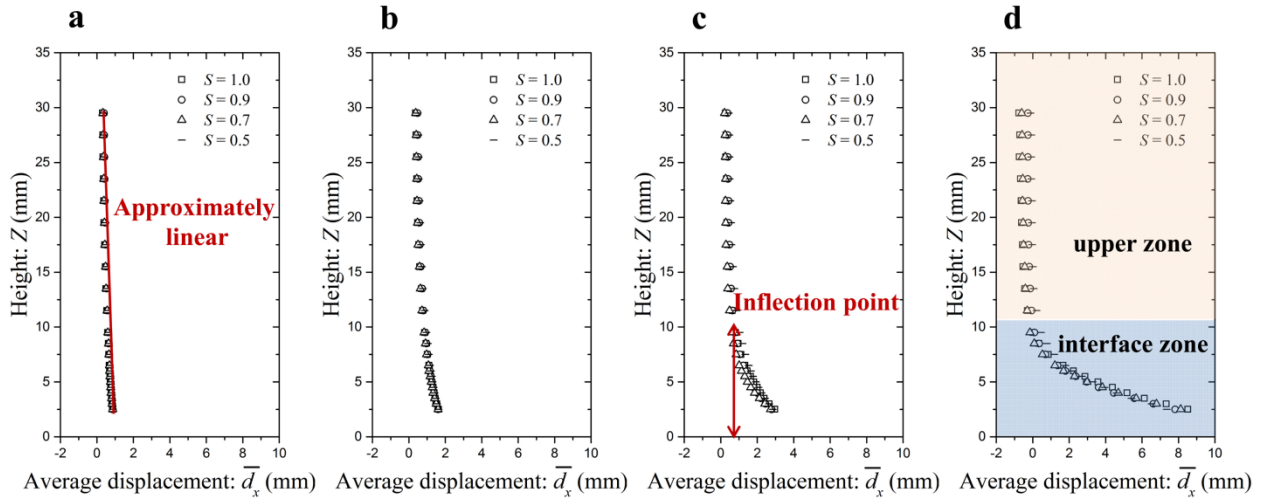 a
35
30
25
20
15
10
5
0
Height: Z (mm)
S = 1.0
S = 0.9
S = 0.7
S = 0.5
Approximately
linear
-2 0 2 4 6 8 10
Average displacement: d̅x (mm)
b
35
30
25
20
15
10
5
0
Height: Z (mm)
S = 1.0
S = 0.9
S = 0.7
S = 0.5
-2 0 2 4 6 8 10
Average displacement: d̅x (mm)
c
35
30
25
20
15
10
5
0
Height: Z (mm)
S = 1.0
S = 0.9
S = 0.7
S = 0.5
Inflection point
-2 0 2 4 6 8 10
Average displacement: d̅x (mm)
d
35
30
25
20
15
10
5
0
Height: Z (mm)
S = 1.0
S = 0.9
S = 0.7
S = 0.5
upper zone
interface zone
-2 0 2 4 6 8 10
Average displacement: d̅x (mm)